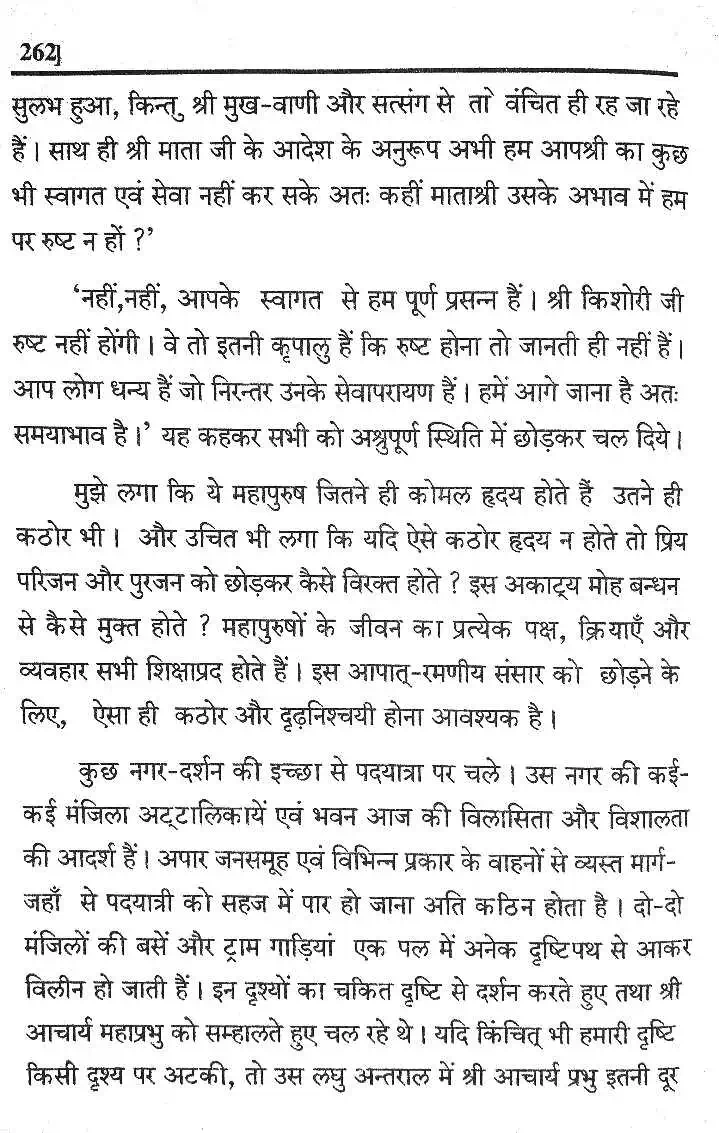 262]
सुलभ हुआ, किन्तु श्री मुख-वाणी और सत्संग से तो वंचित ही रह जा रहे
हैं। साथ ही श्री माता जी के आदेश के अनुरूप अभी हम आपश्री का कुछ
भी स्वागत एवं सेवा नहीं कर सके अतः कहीं माताश्री उसके अभाव में हम
पर रुष्ट न हों ?'
'नहीं,नहीं, आपके स्वागत से हम पूर्ण प्रसन्न हैं। श्री किशोरी जी
रुष्ट नहीं होंगी। वे तो इतनी कृपालु हैं कि रुष्ट होना तो जानती ही नहीं हैं।
आप लोग धन्य हैं जो निरन्तर उनके सेवापरायण हैं। हमें आगे जाना है अतः
समयाभाव है।' यह कहकर सभी को अश्रुपूर्ण स्थिति में छोड़कर चल दिये।
मुझे लगा कि ये महापुरुष जितने ही कोमल हृदय होते हैं उतने ही
कठोर भी। और उचित भी लगा कि यदि ऐसे कठोर हृदय न होते तो प्रिय
परिजन और पुरजन को छोड़कर कैसे विरक्त होते ? इस अकाट्य मोह बन्धन
से कैसे मुक्त होते ? महापुरुषों के जीवन का प्रत्येक पक्ष, क्रियाएँ और
व्यवहार सभी शिक्षाप्रद होते हैं। इस आपात्-रमणीय संसार को छोड़ने के
लिए, ऐसा ही कठोर और दृढ़निश्चयी होना आवश्यक है।
कुछ नगर-दर्शन की इच्छा से पदयात्रा पर चले। उस नगर की कई-
कई मंजिला अट्टालिकायें एवं भवन आज की विलासिता और विशालता
की आदर्श हैं। अपार जनसमूह एवं विभिन्न प्रकार के वाहनों से व्यस्त मार्ग-
जहाँ से पदयात्री को सहज में पार हो जाना अति कठिन होता है। दो-दो
मंजिलों की बसें और ट्राम गाड़ियां एक पल में अनेक दृष्टिपथ से आकर
विलीन हो जाती हैं। इन दृश्यों का चकित दृष्टि से दर्शन करते हुए तथा श्री
आचार्य महाप्रभु को सम्हालते हुए चल रहे थे। यदि किंचित् भी हमारी दृष्टि
किसी दृश्य पर अटकी, तो उस लघु अन्तराल में श्री आचार्य प्रभु इतनी दूर